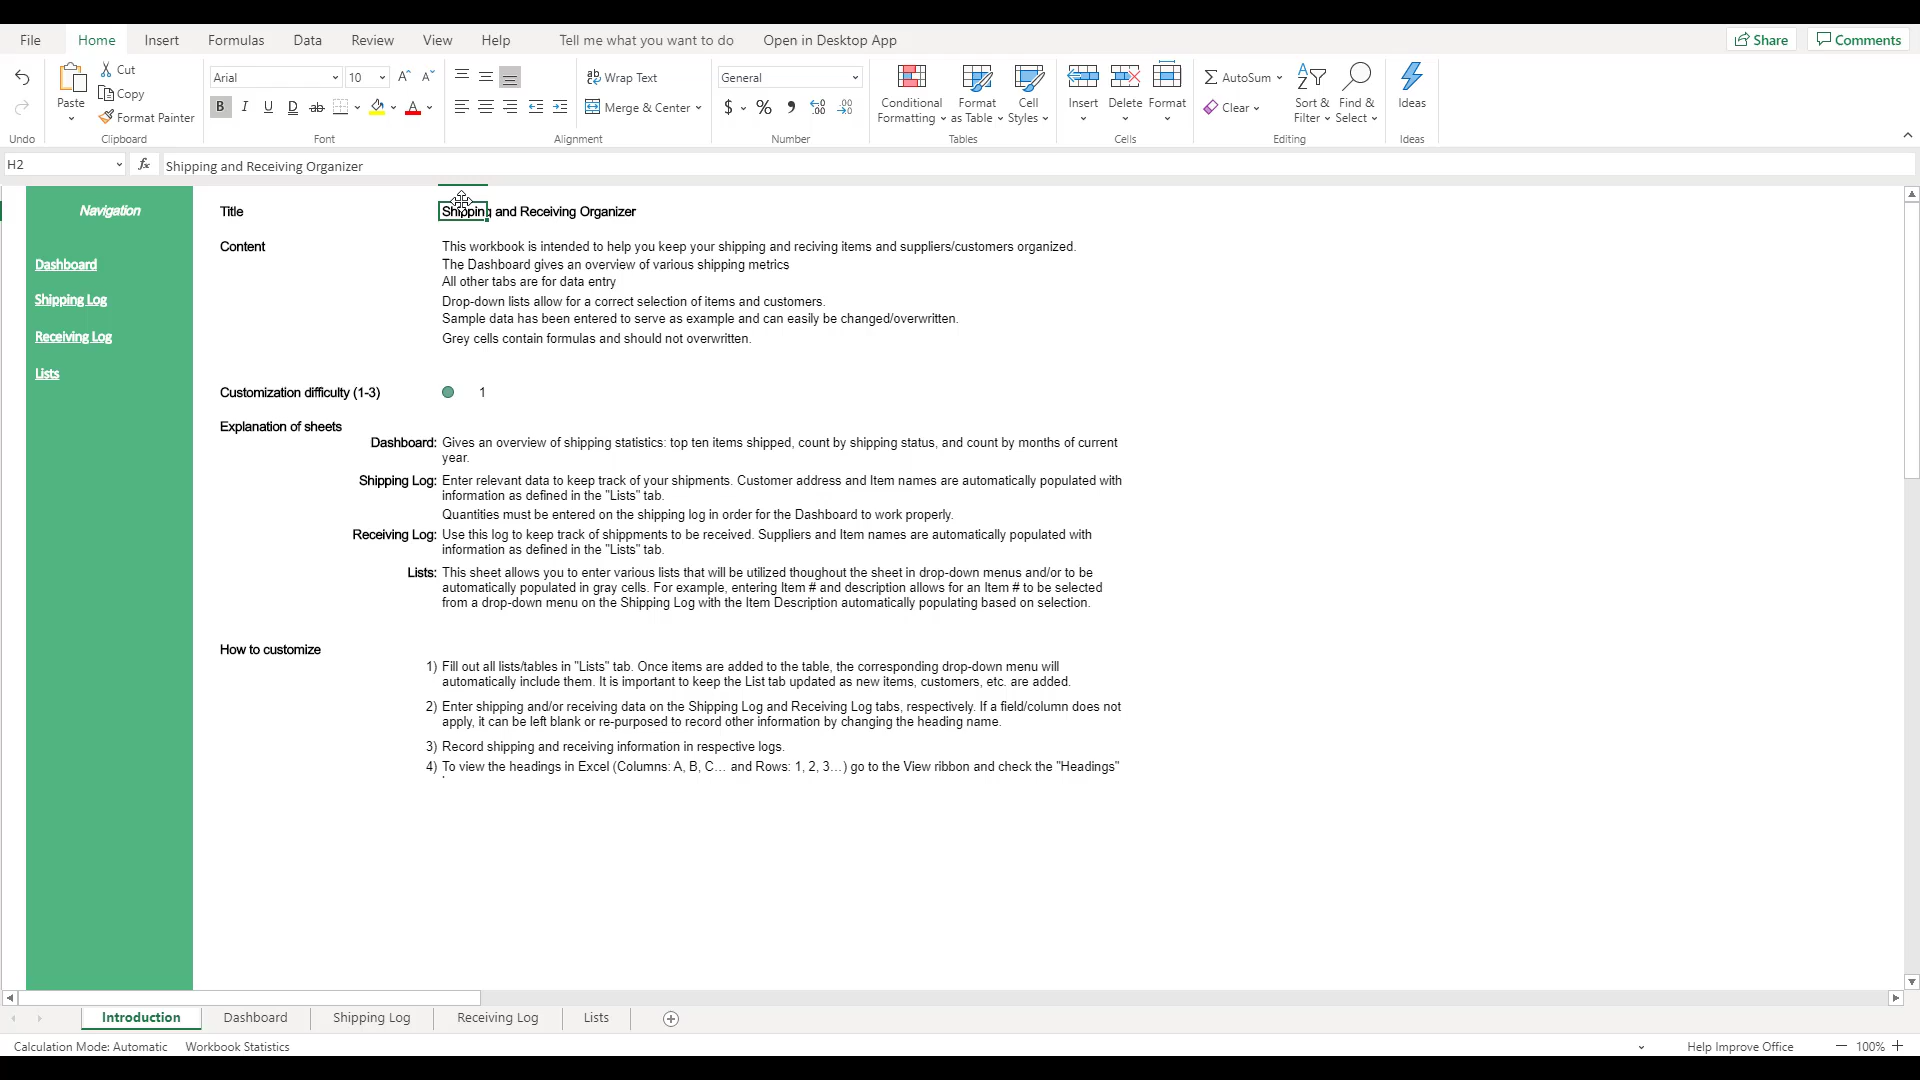 File Home Insert Formulas Data Review View Help Tell me what you want to do Open in Desktop App Share Comments
Cut
Copy
Format Painter
Paste
Arial 10
B I U D ab A
Wrap Text
Merge & Center
General
$ % 9
Conditional Formatting
Format as Table
Cell Styles
Insert Delete Format
AutoSum
Clear
Sort & Filter
Find & Select
Ideas
Undo Clipboard Font Alignment Number Tables Cells Editing Ideas
H2 fx Shipping and Receiving Organizer
Navigation
Dashboard
Shipping Log
Receiving Log
Lists
Title Shipping and Receiving Organizer
Content This workbook is intended to help you keep your shipping and reciving items and suppliers/customers organized.
The Dashboard gives an overview of various shipping metrics
All other tabs are for data entry
Drop-down lists allow for a correct selection of items and customers.
Sample data has been entered to serve as example and can easily be changed/overwritten.
Grey cells contain formulas and should not overwritten.
Customization difficulty (1-3) 1
Explanation of sheets
Dashboard: Gives an overview of shipping statistics: top ten items shipped, count by shipping status, and count by months of current
year.
Shipping Log: Enter relevant data to keep track of your shipments. Customer address and Item names are automatically populated with
information as defined in the "Lists" tab.
Quantities must be entered on the shipping log in order for the Dashboard to work properly.
Receiving Log: Use this log to keep track of shippments to be received. Suppliers and Item names are automatically populated with
information as defined in the "Lists" tab.
Lists: This sheet allows you to enter various lists that will be utilized thoughout the sheet in drop-down menus and/or to be
automatically populated in gray cells. For example, entering Item # and description allows for an Item # to be selected
from a drop-down menu on the Shipping Log with the Item Description automatically populating based on selection.
How to customize
1) Fill out all lists/tables in "Lists" tab. Once items are added to the table, the corresponding drop-down menu will
automatically include them. It is important to keep the List tab updated as new items, customers, etc. are added.
2) Enter shipping and/or receiving data on the Shipping Log and Receiving Log tabs, respectively. If a field/column does not
apply, it can be left blank or re-purposed to record other information by changing the heading name.
3) Record shipping and receiving information in respective logs.
4) To view the headings in Excel (Columns: A, B, C… and Rows: 1, 2, 3…) go to the View ribbon and check the "Headings"
Introduction Dashboard Shipping Log Receiving Log Lists
Calculation Mode: Automatic Workbook Statistics Help Improve Office 100%